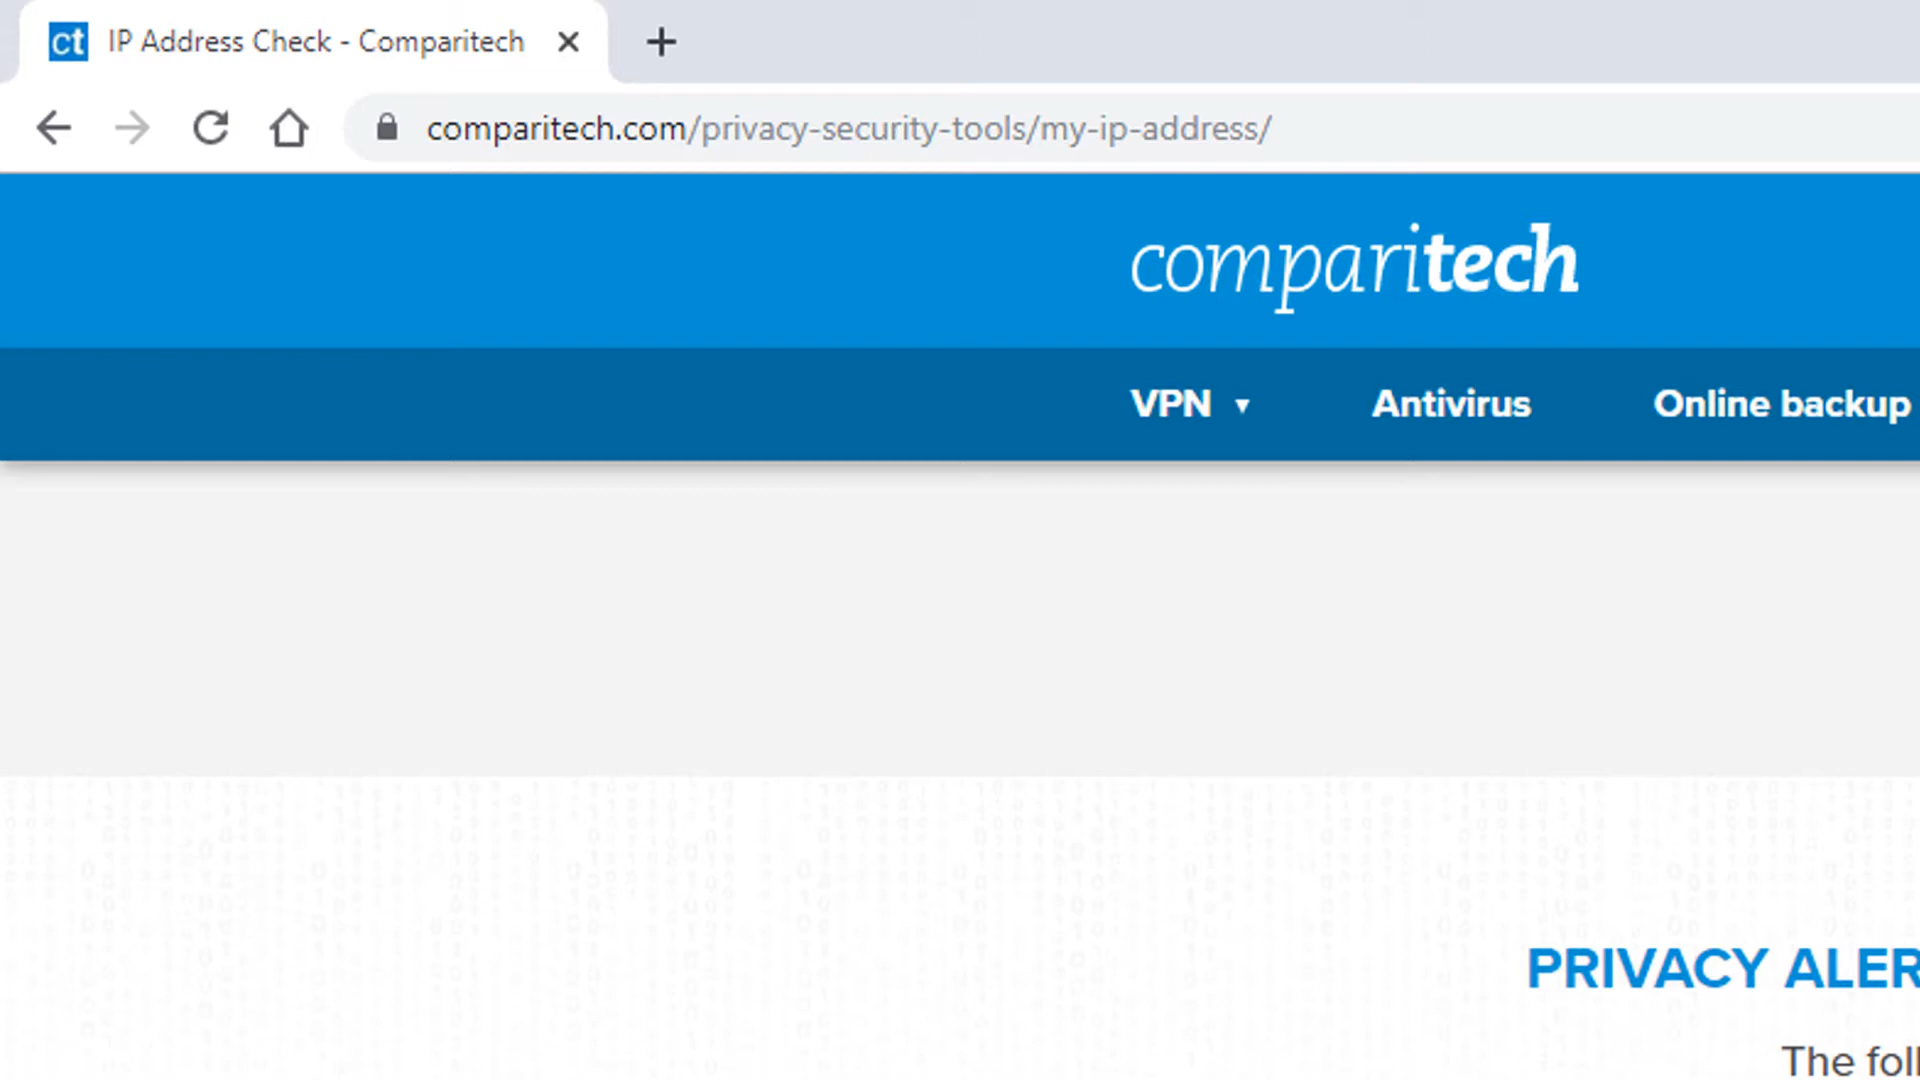 ct IP Address Check - Comparitech
comparitech.com/privacy-security-tools/my-ip-address/
comparitech
VPN Antivirus Online backup
PRIVACY ALER
The foll